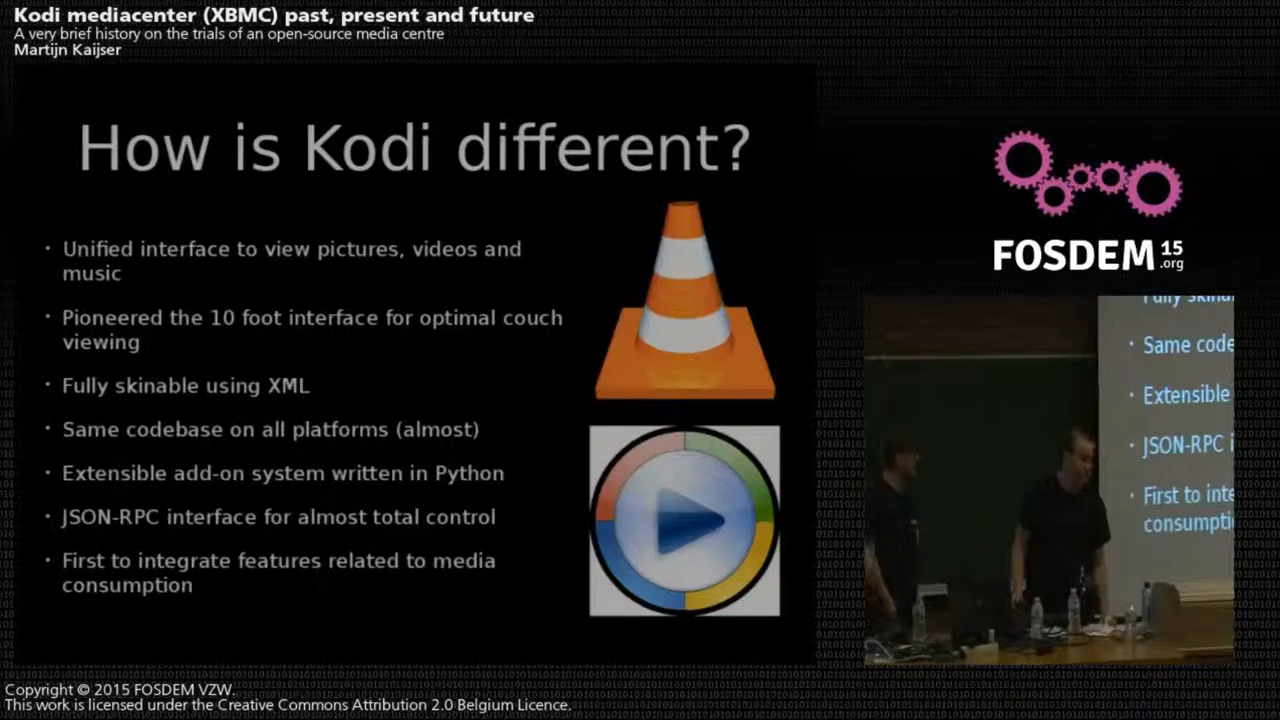 Kodi mediacenter (XBMC) past, present and future
A very brief history on the trials of an open-source media centre
Martijn Kaijser
How is Kodi different?
• Unified interface to view pictures, videos and
music
• Pioneered the 10 foot interface for optimal couch
viewing
• Fully skinable using XML
• Same codebase on all platforms (almost)
• Extensible add-on system written in Python
• JSON-RPC interface for almost total control
• First to integrate features related to media
consumption
FOSDEM 15
.org
Fully skina
• Same code
• Extensible
• JSON-RPC i
• First to inte
consumpti
Copyright © 2015 FOSDEM VZW.
This work is licensed under the Creative Commons Attribution 2.0 Belgium Licence.